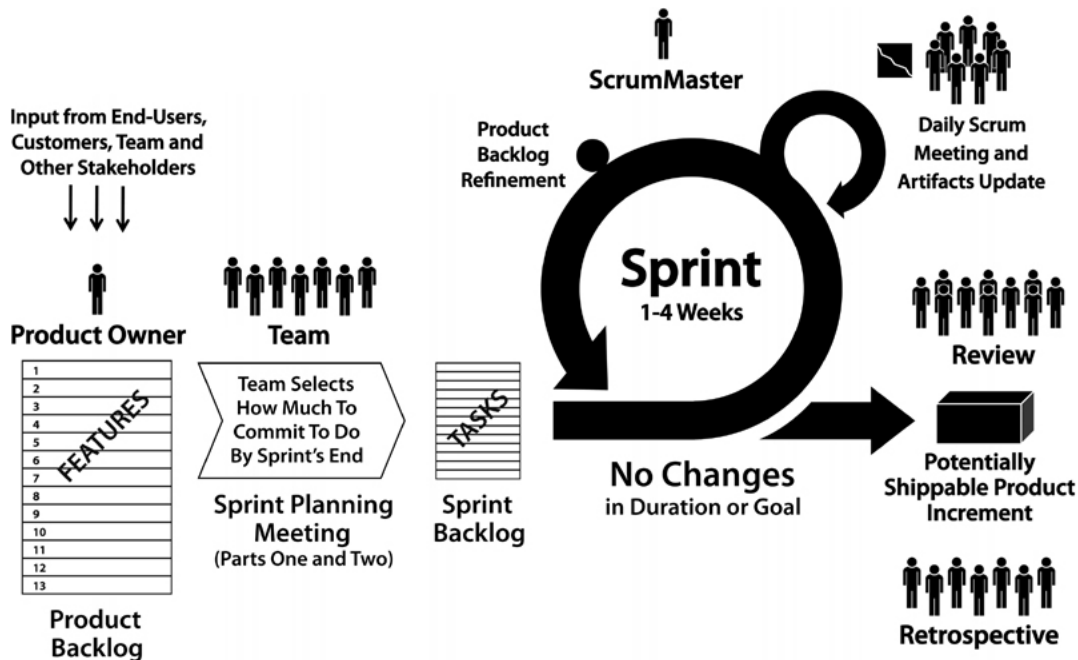 Input from End-Users,
Customers, Team and
Other Stakeholders
Product Owner
1
2
3
4
5
6
7
8
9
10
11
12
13
FEATURES
Product
Backlog
Team
Team Selects
How Much To
Commit To Do
By Sprint's End
Sprint Planning
Meeting
(Parts One and Two)
TASKS
Sprint
Backlog
Product
Backlog
Refinement
ScrumMaster
Sprint
1-4 Weeks
No Changes
in Duration or Goal
Daily Scrum
Meeting and
Artifacts Update
Review
Potentially
Shippable Product
Increment
Retrospective